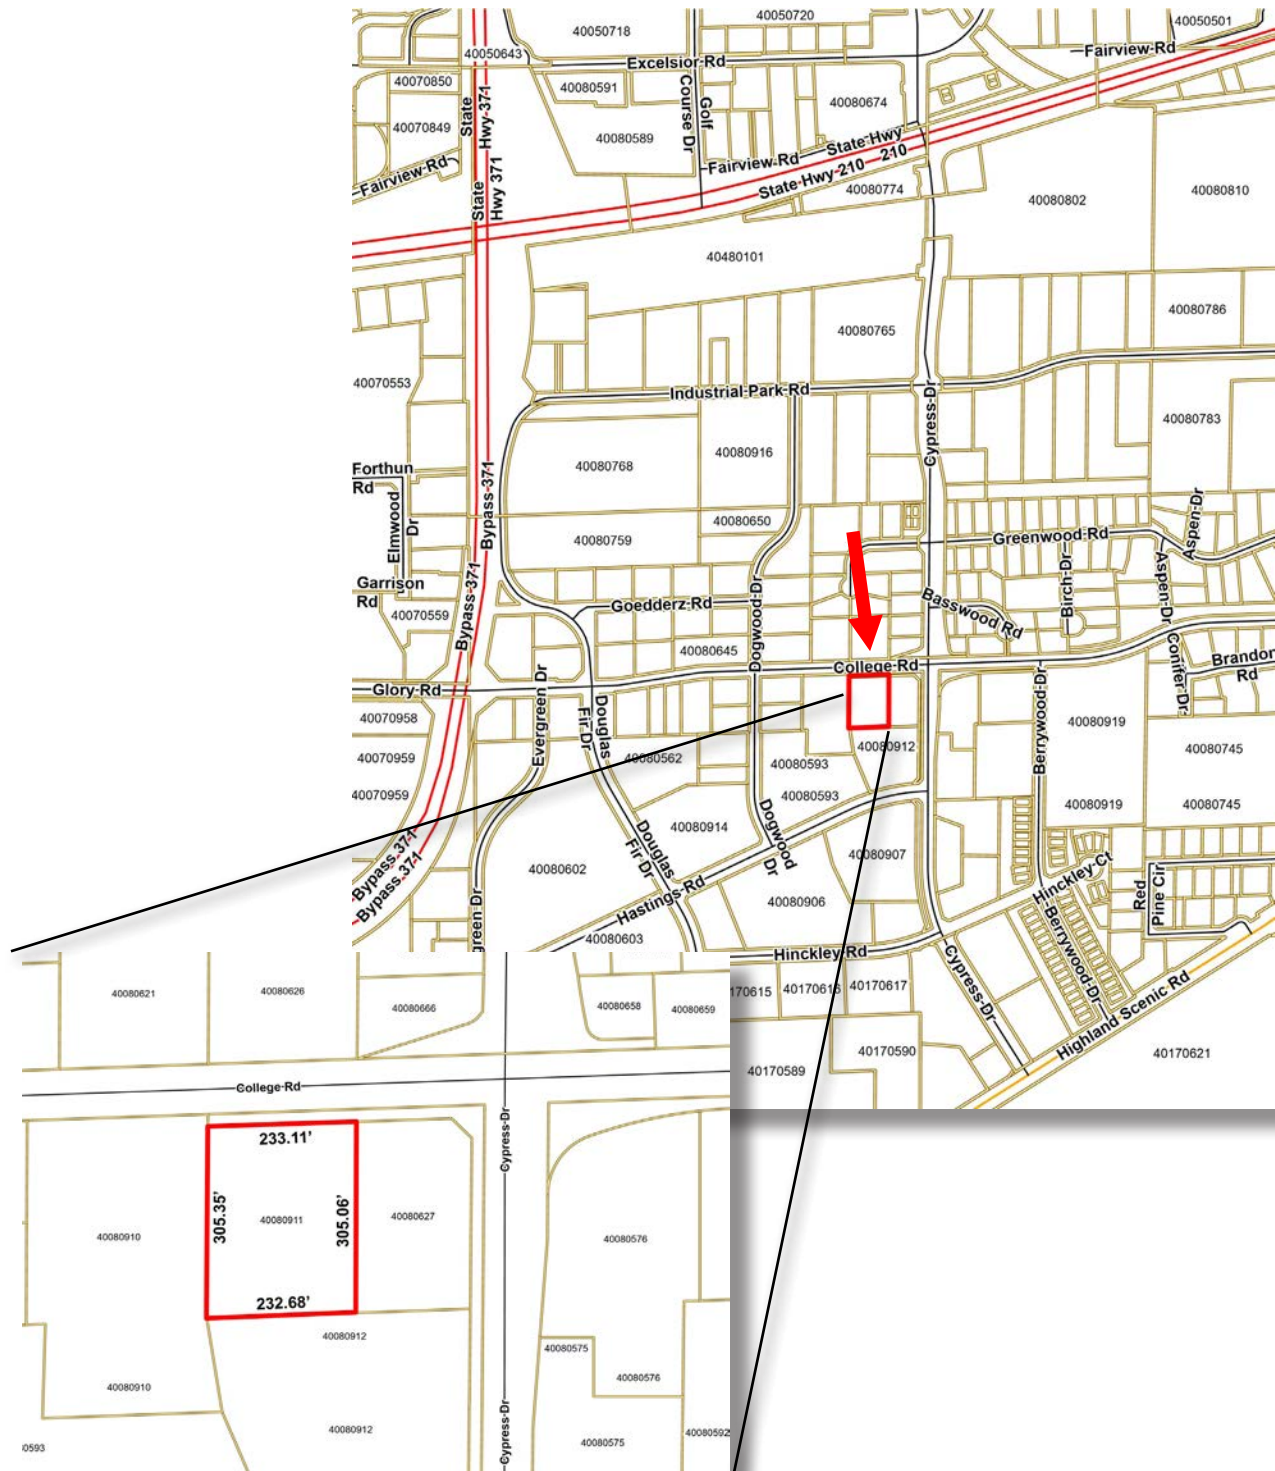 40050720
40050501
40050718
40050643
Excelsior Rd
Fairview Rd
40070850
40080591
40080674
State
Hwy 371
Golf
Course Dr
40070849
40080589
State Hwy
210
Fairview Rd
Fairview Rd
State Hwy 210
40080774
40080810
40080802
State
Hwy 371
40480101
40080786
40080765
40070553
Industrial Park Rd
Cypress Dr
40080783
40080916
40080768
Forthun
Rd
Bypass 371
Aspen Dr
40080650
Elmwood
Dr
40080759
Greenwood Rd
Garrison
Rd
Bypass 371
Dogwood Dr
Birch Dr
Aspen Dr
Basswood Rd
Goedderz Rd
40070559
40080645
College Rd
Conifer Dr
Brandon
Rd
Glory Rd
Evergreen Dr
Douglas
Fir Dr
Berrywood Dr
40070958
40080919
40080912
40080745
40070959
40080562
40080593
40070959
40080593
40080919
40080745
Bypass 371
Bypass 371
Douglas
Fir Dr
40080914
Dogwood
Dr
40080907
40080602
Hinckley Ct
Red
Pine Cir
Hastings Rd
40080906
Berrywood Dr
green Dr
40080603
Hinckley Rd
Cypress Dr
170615
40170616
40170617
Highland Scenic Rd
40170590
40170621
40170589
40080621
40080626
40080666
40080658
40080659
College Rd
Cypress Dr
233.11'
305.35'
40080911
305.06'
40080627
40080910
40080576
232.68'
40080912
40080575
40080576
40080910
40080912
Cypress Dr
40080575
40080592
0593